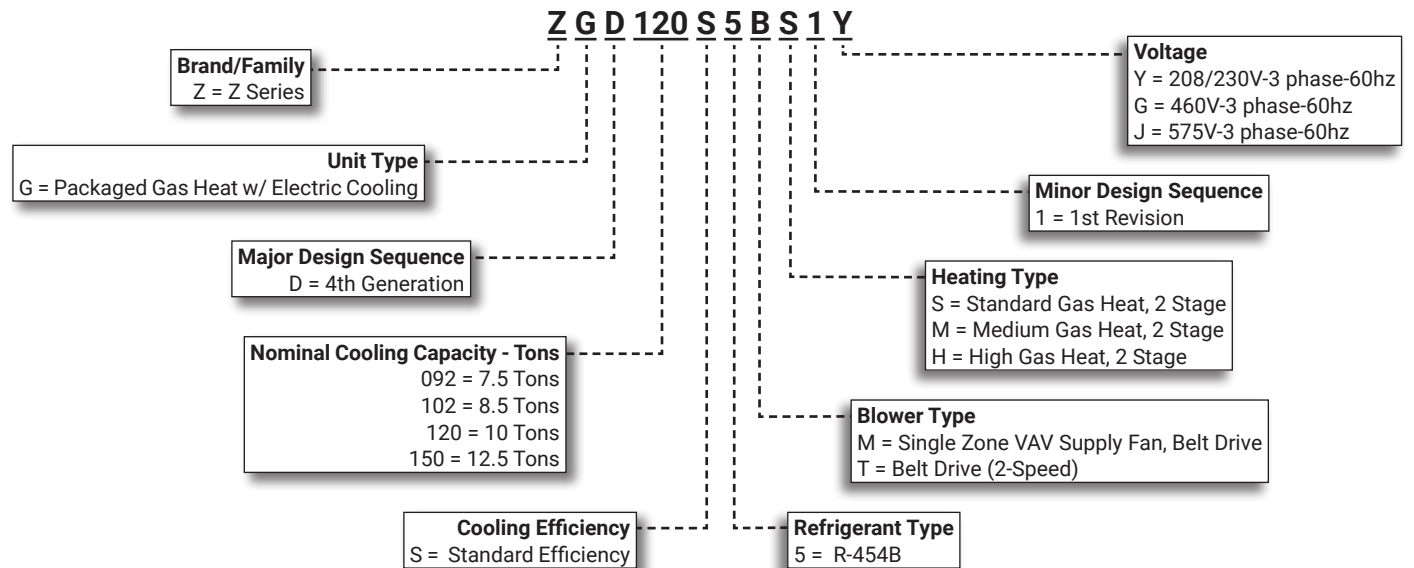 Z G D 120 S 5 B S 1 Y
Brand/Family
Z = Z Series
Unit Type
G = Packaged Gas Heat w/ Electric Cooling
Major Design Sequence
D = 4th Generation
Nominal Cooling Capacity - Tons
092 = 7.5 Tons
102 = 8.5 Tons
120 = 10 Tons
150 = 12.5 Tons
Cooling Efficiency
S = Standard Efficiency
Voltage
Y = 208/230V-3 phase-60hz
G = 460V-3 phase-60hz
J = 575V-3 phase-60hz
Minor Design Sequence
1 = 1st Revision
Heating Type
S = Standard Gas Heat, 2 Stage
M = Medium Gas Heat, 2 Stage
H = High Gas Heat, 2 Stage
Blower Type
M = Single Zone VAV Supply Fan, Belt Drive
T = Belt Drive (2-Speed)
Refrigerant Type
5 = R-454B